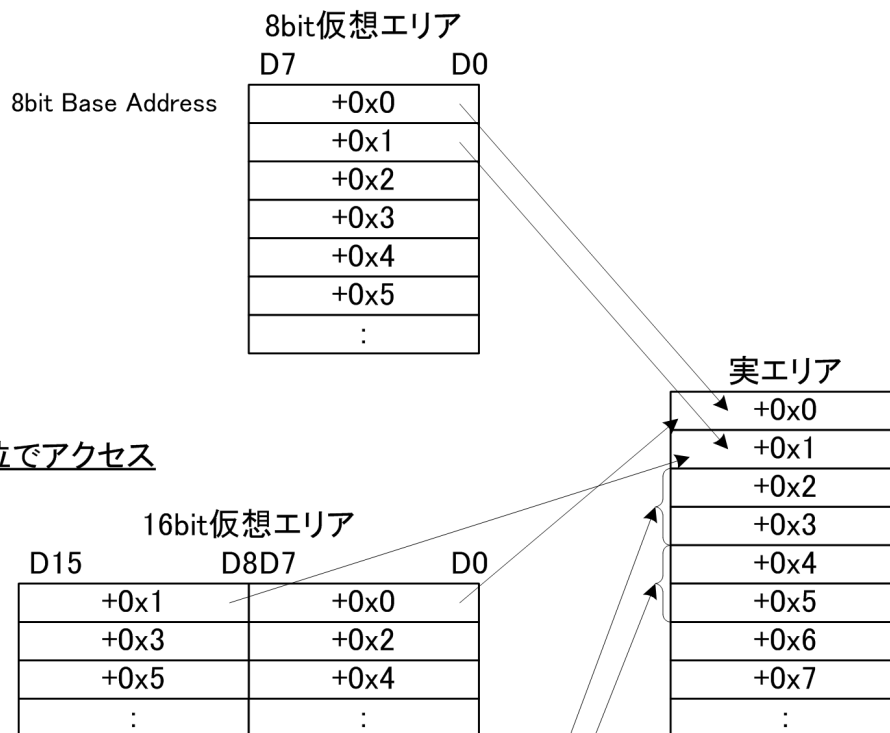 8bit仮想エリア
D7 D0
8bit Base Address
+0x0
+0x1
+0x2
+0x3
+0x4
+0x5
:
実エリア
+0x0
+0x1
+0x2
+0x3
+0x4
+0x5
+0x6
+0x7
:
位でアクセス
16bit仮想エリア
D15 D8D7 D0
+0x1 +0x0
+0x3 +0x2
+0x5 +0x4
: :